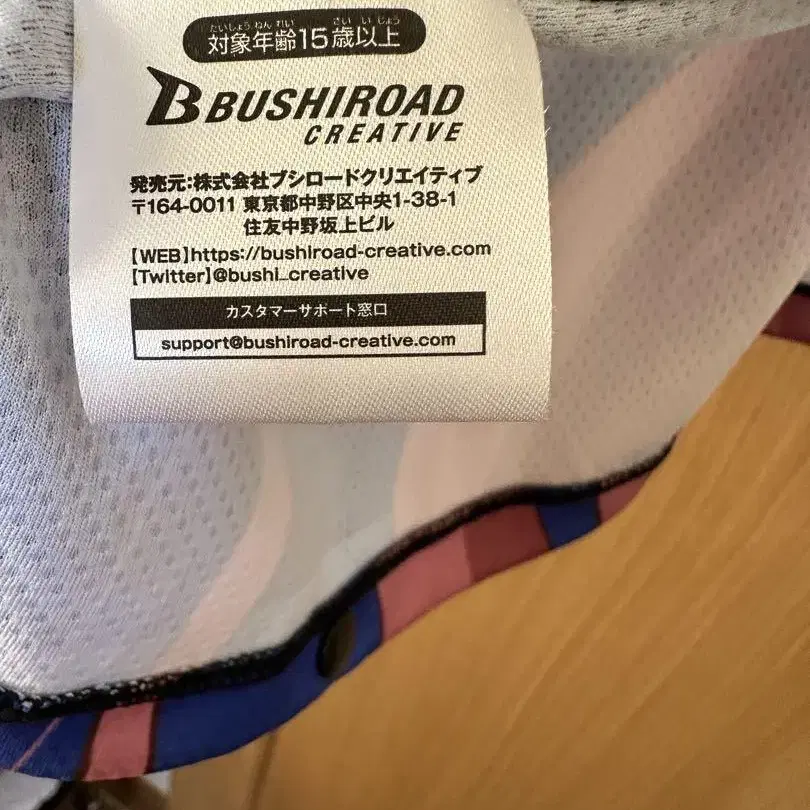 たいしょうねんれい さいいじょう
対象年齢15歳以上
BUSHIROAD
CREATIVE
発売元:株式会社ブシロードクリエイティブ
〒164-0011 東京都中野区中央1-38-1
住友中野坂上ビル
【WEB】https://bushiroad-creative.com
【Twitter】@bushi_creative
カスタマーサポート窓口
support@bushiroad-creative.com